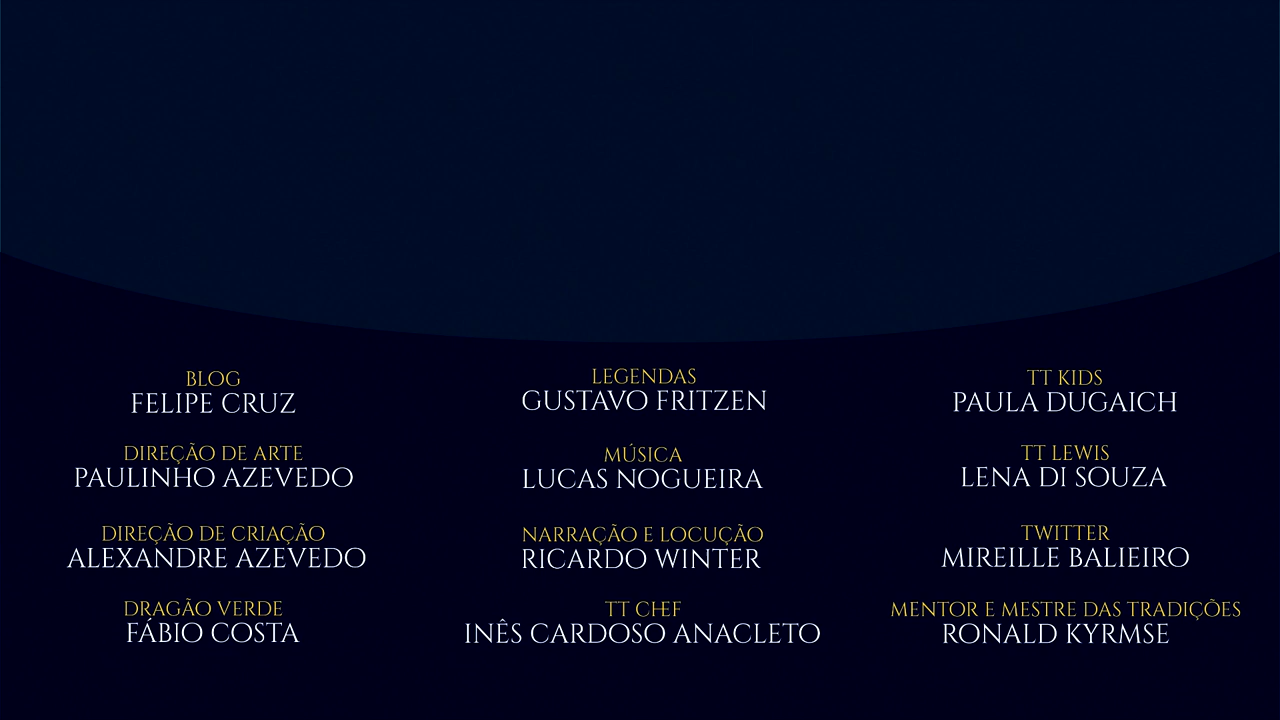 BLOG
FELIPE CRUZ
DIREÇÃO DE ARTE
PAULINHO AZEVEDO
DIREÇÃO DE CRIAÇÃO
ALEXANDRE AZEVEDO
DRAGÃO VERDE
FÁBIO COSTA
LEGENDAS
GUSTAVO FRITZEN
MÚSICA
LUCAS NOGUEIRA
NARRAÇÃO E LOCUÇÃO
RICARDO WINTER
TT CHEF
INÊS CARDOSO ANACLETO
TT KIDS
PAULA DUGAICH
TT LEWIS
LENA DI SOUZA
TWITTER
MIREILLE BALIEIRO
MENTOR E MESTRE DAS TRADIÇÕES
RONALD KYRMSE